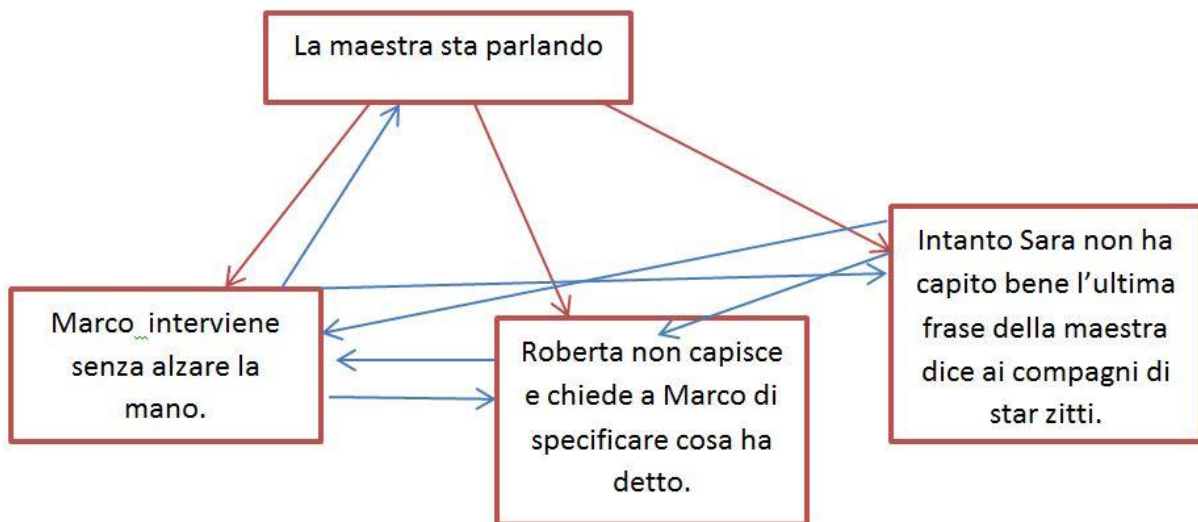 La maestra sta parlando
Marco interviene
senza alzare la
mano.
Roberta non capisce
e chiede a Marco di
specificare cosa ha
detto.
Intanto Sara non ha
capito bene l’ultima
frase della maestra
dice ai compagni di
star zitti.